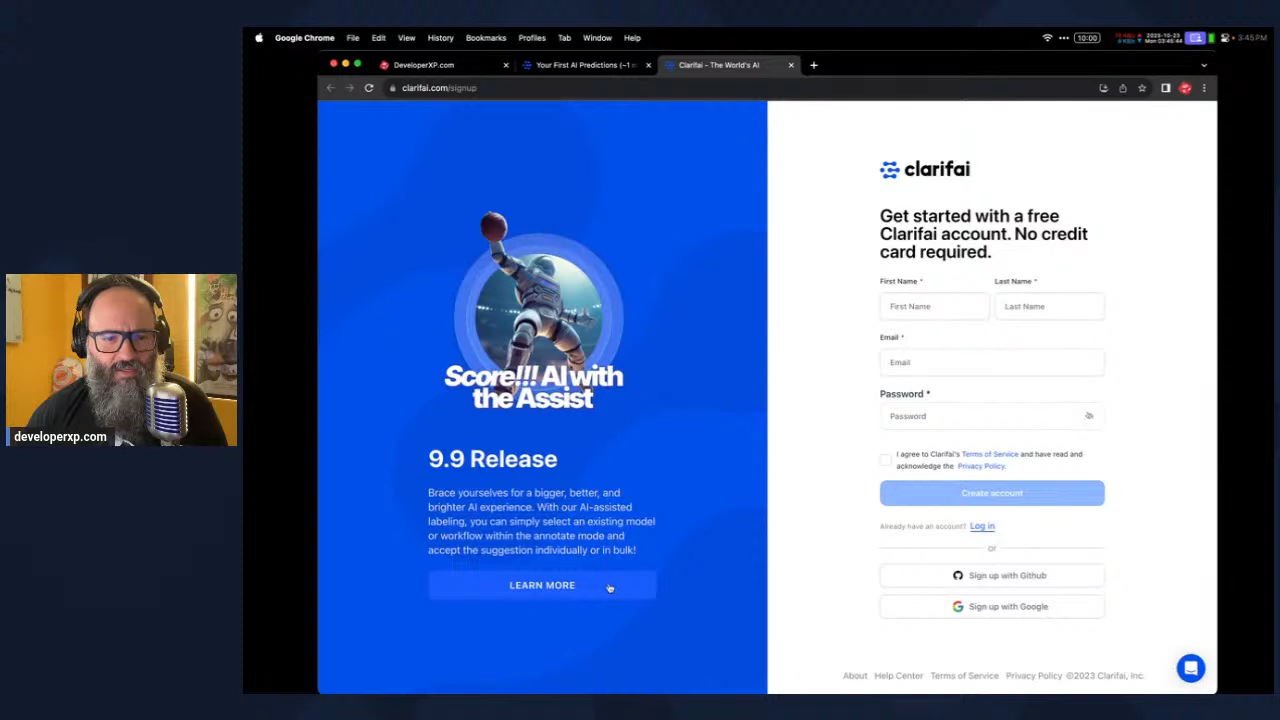 Google Chrome File Edit View History Bookmarks Profiles Tab Window Help
10:00
3:45PM
DeveloperXP.com
Your First AI Predictions (~1
Clarifai - The World's AI
clarifai.com/signup
Score!!! AI with
the Assist
9.9 Release
Brace yourselves for a bigger, better, and
brighter AI experience. With our AI-assisted
labeling, you can simply select an existing model
or workflow within the annotate mode and
accept the suggestion individually or in bulk!
LEARN MORE
clarifai
Get started with a free
Clarifai account. No credit
card required.
First Name * Last Name *
First Name Last Name
Email *
Email
Password *
Password
I agree to Clarifai's Terms of Service and have read and
acknowledge the Privacy Policy.
Create account
Already have an account? Log in
or
Sign up with Github
Sign up with Google
About Help Center Terms of Service Privacy Policy ©2023 Clarifai, Inc.
developerxp.com